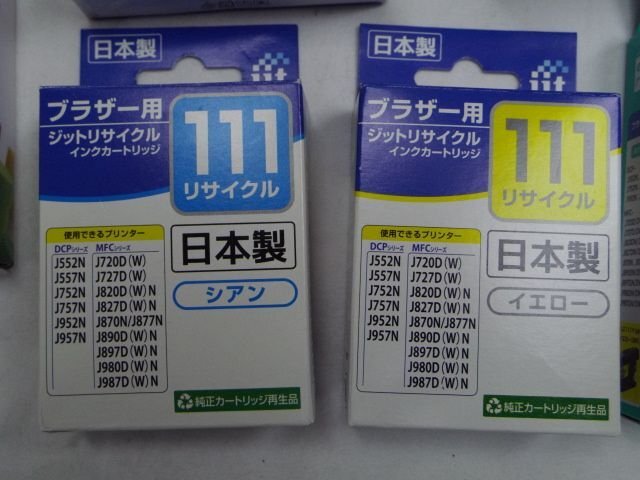 日本製
jit
ブラザー用
ジットリサイクル
インクカートリッジ
111
リサイクル
使用できるプリンター
DCPシリーズ MFCシリーズ
J552N J720D(W)
J557N J727D(W)
J752N J820D(W)N
J757N J827D(W)N
J952N J870N/J877N
J957N J890D(W)N
J897D(W)N
J980D(W)N
J987D(W)N
日本製
シアン
純正カートリッジ再生品
日本製
jit
ブラザー用
ジットリサイクル
インクカートリッジ
111
リサイクル
使用できるプリンター
DCPシリーズ MFCシリーズ
J552N J720D(W)
J557N J727D(W)
J752N J820D(W)N
J757N J827D(W)N
J952N J870N/J877N
J957N J890D(W)N
J897D(W)N
J980D(W)N
J987D(W)N
日本製
イエロー
純正カートリッジ再生品